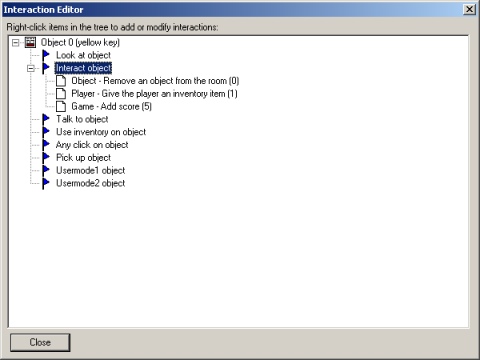 Interaction Editor
Right-click items in the tree to add or modify interactions:
Object 0 (yellow key)
Look at object
Interact object
Object - Remove an object from the room (0)
Player - Give the player an inventory item (1)
Game - Add score (5)
Talk to object
Use inventory on object
Any click on object
Pick up object
Usermode1 object
Usermode2 object
Close